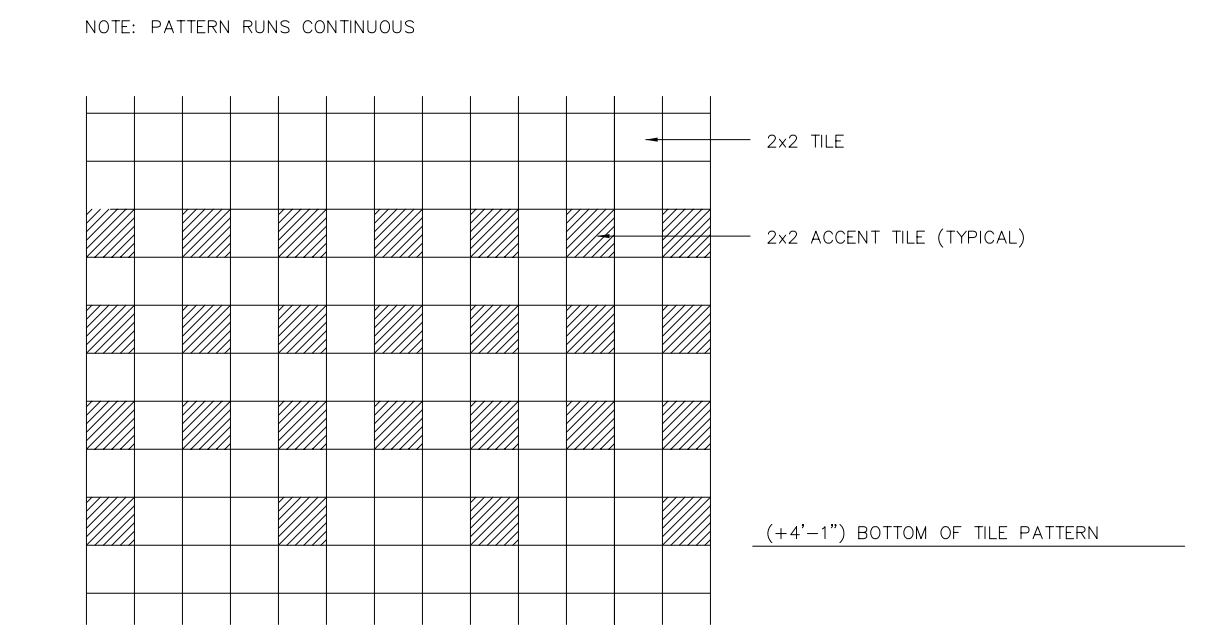 NOTE: PATTERN RUNS CONTINUOUS
2x2 TILE
2x2 ACCENT TILE (TYPICAL)
(+4'-1") BOTTOM OF TILE PATTERN